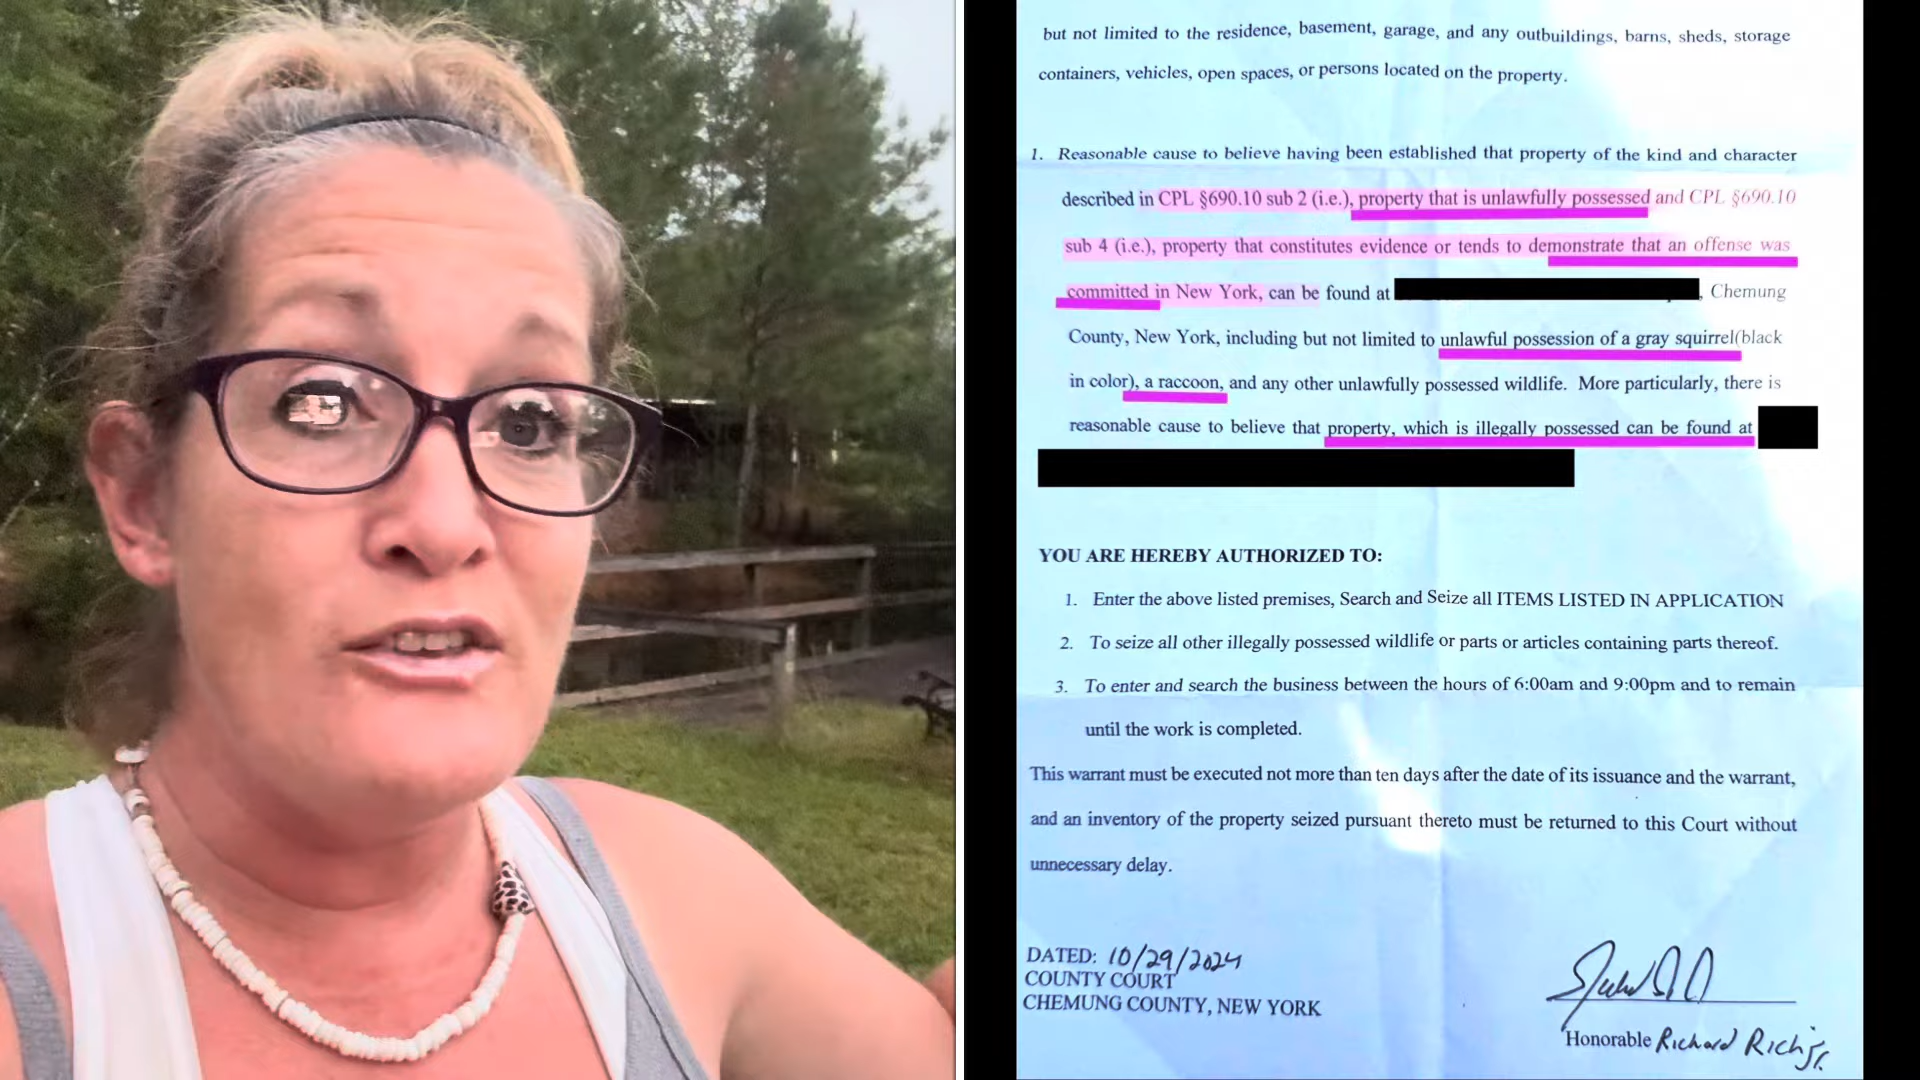 but not limited to the residence, basement, garage, and any outbuildings, barns, sheds, storage
containers, vehicles, open spaces, or persons located on the property.
1. Reasonable cause to believe having been established that property of the kind and character
described in CPL §690.10 sub 2 (i.e.), property that is unlawfully possessed and CPL §690.10
sub 4 (i.e.), property that constitutes evidence or tends to demonstrate that an offense was
committed in New York, can be found at , Chemung
County, New York, including but not limited to unlawful possession of a gray squirrel(black
in color), a raccoon, and any other unlawfully possessed wildlife. More particularly, there is
reasonable cause to believe that property, which is illegally possessed can be found at
YOU ARE HEREBY AUTHORIZED TO:
1. Enter the above listed premises, Search and Seize all ITEMS LISTED IN APPLICATION
2. To seize all other illegally possessed wildlife or parts or articles containing parts thereof.
3. To enter and search the business between the hours of 6:00am and 9:00pm and to remain
until the work is completed.
This warrant must be executed not more than ten days after the date of its issuance and the warrant,
and an inventory of the property seized pursuant thereto must be returned to this Court without
unnecessary delay.
DATED: 10/29/2024
COUNTY COURT
CHEMUNG COUNTY, NEW YORK
Honorable Richard Rich Jr.